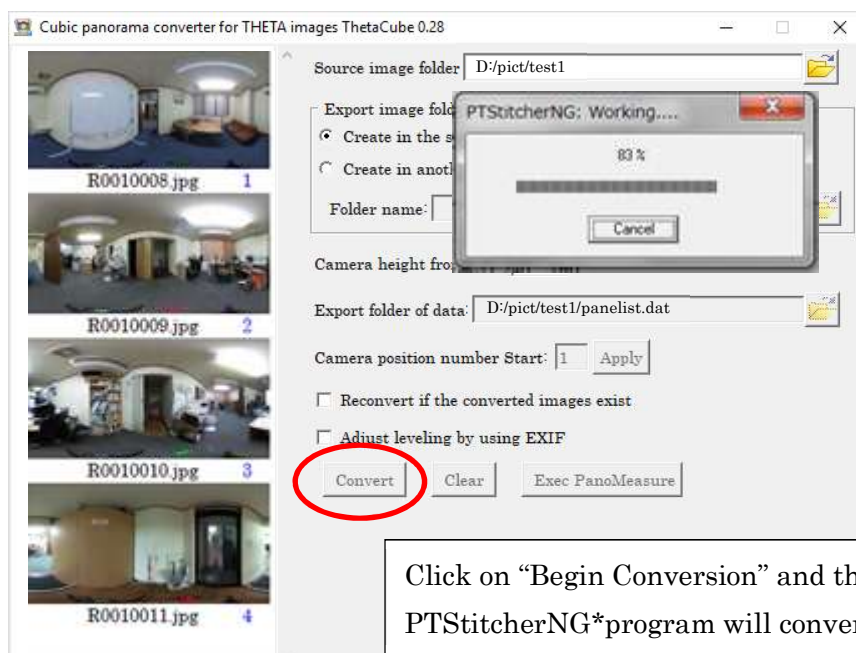 Cubic panorama converter for THETA images ThetaCube 0.28
R0010008.jpg 1
R0010009.jpg 2
R0010010.jpg 3
R0010011.jpg 4
Source image folder D:/pict/test1
Export image fold
Create in the s
Create in anoth
Folder name:
PTStitcherNG: Working....
83 %
Cancel
Camera height fro
Export folder of data: D:/pict/test1/panelist.dat
Camera position number Start: 1 Apply
Reconvert if the converted images exist
Adjust leveling by using EXIF
Convert Clear Exec PanoMeasure
Click on “Begin Conversion” and th
PTStitcherNG*program will conver